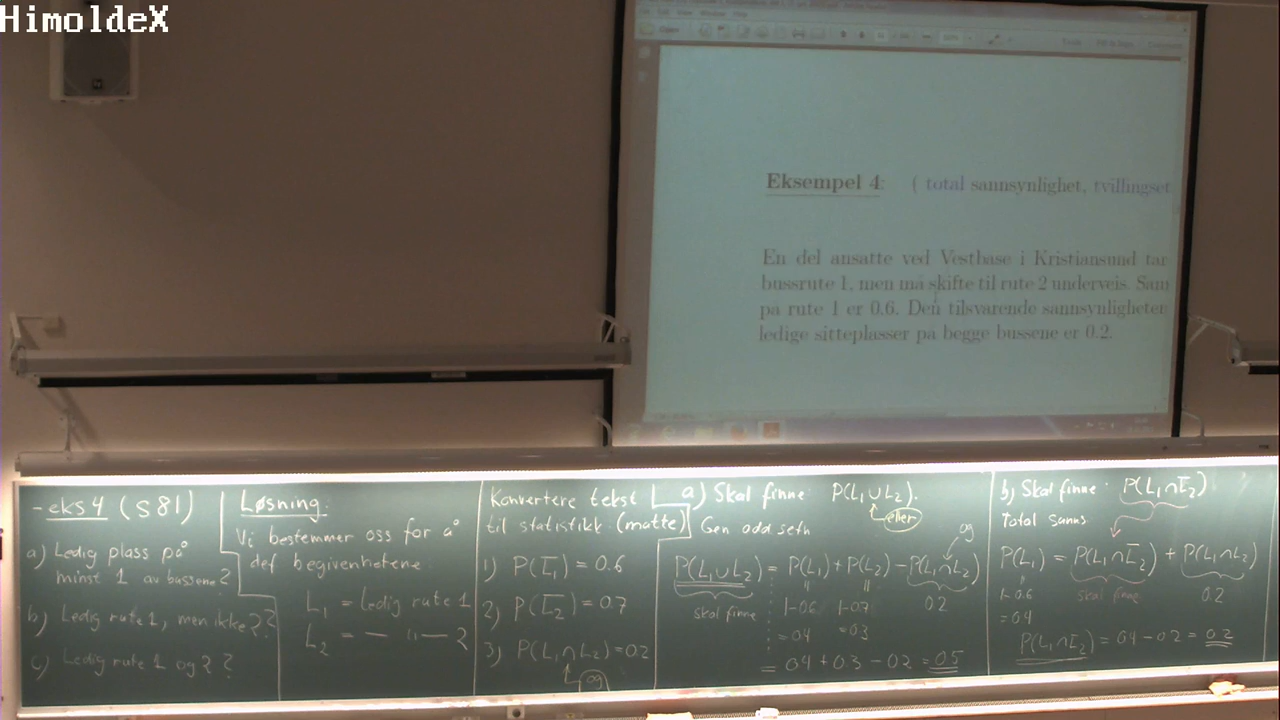 HimoldeX
Eksempel 4: ( total sannsynlighet, tvillingset
En del ansatte ved Vestbase i Kristiansund tar
bussrute 1, men må skifte til rute 2 underveis. San
på rute 1 er 0.6. Den tilsvarende sannsynligheter
ledige sitteplasser på begge bussene er 0.2.
- eks 4 (s 81)
a) Ledig plass på
minst 1 av bussene?
b) Ledig rute 1, men ikke 2?
c) Ledig rute 1 og 2?
Løsning:
Vi bestemmer oss for å
def begivenhetene:
L₁ = Ledig rute 1
L₂ = — 11 — 2
Konvertere tekst
til statistikk (matte)
1) P(L̅₁) = 0.6
2) P(L̅₂) = 0.7
3) P(L₁∩L₂) = 0.2
og
a) Skal finne P(L₁∪L₂).
eller
Gen add setn
og
P(L₁∪L₂) = P(L₁) + P(L₂) - P(L₁∩L₂)
skal finne
1-0.6 1-0.7 0.2
= 0.4 = 0.3
= 0.4 + 0.3 - 0.2 = 0.5
b) Skal finne: P(L₁∩L̅₂)
Total sanns
P(L₁) = P(L₁∩L̅₂) + P(L₁∩L₂)
1-0.6 skal finne 0.2
= 0.4
P(L₁∩L̅₂) = 0.4 - 0.2 = 0.2